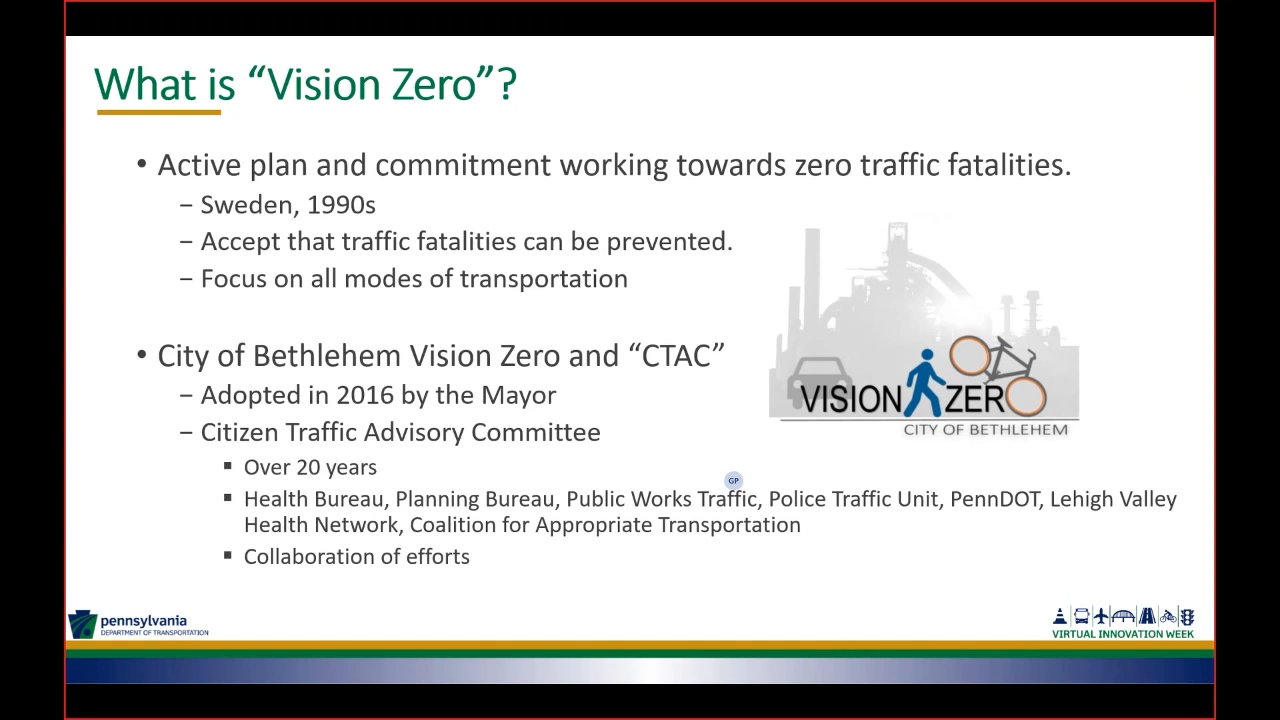 What is “Vision Zero”?
• Active plan and commitment working towards zero traffic fatalities.
– Sweden, 1990s
– Accept that traffic fatalities can be prevented.
– Focus on all modes of transportation
• City of Bethlehem Vision Zero and “CTAC”
– Adopted in 2016 by the Mayor
– Citizen Traffic Advisory Committee
▪ Over 20 years
▪ Health Bureau, Planning Bureau, Public Works Traffic, Police Traffic Unit, PennDOT, Lehigh Valley
Health Network, Coalition for Appropriate Transportation
▪ Collaboration of efforts
VISION ZERO
CITY OF BETHLEHEM
GP
pennsylvania
DEPARTMENT OF TRANSPORTATION
VIRTUAL INNOVATION WEEK